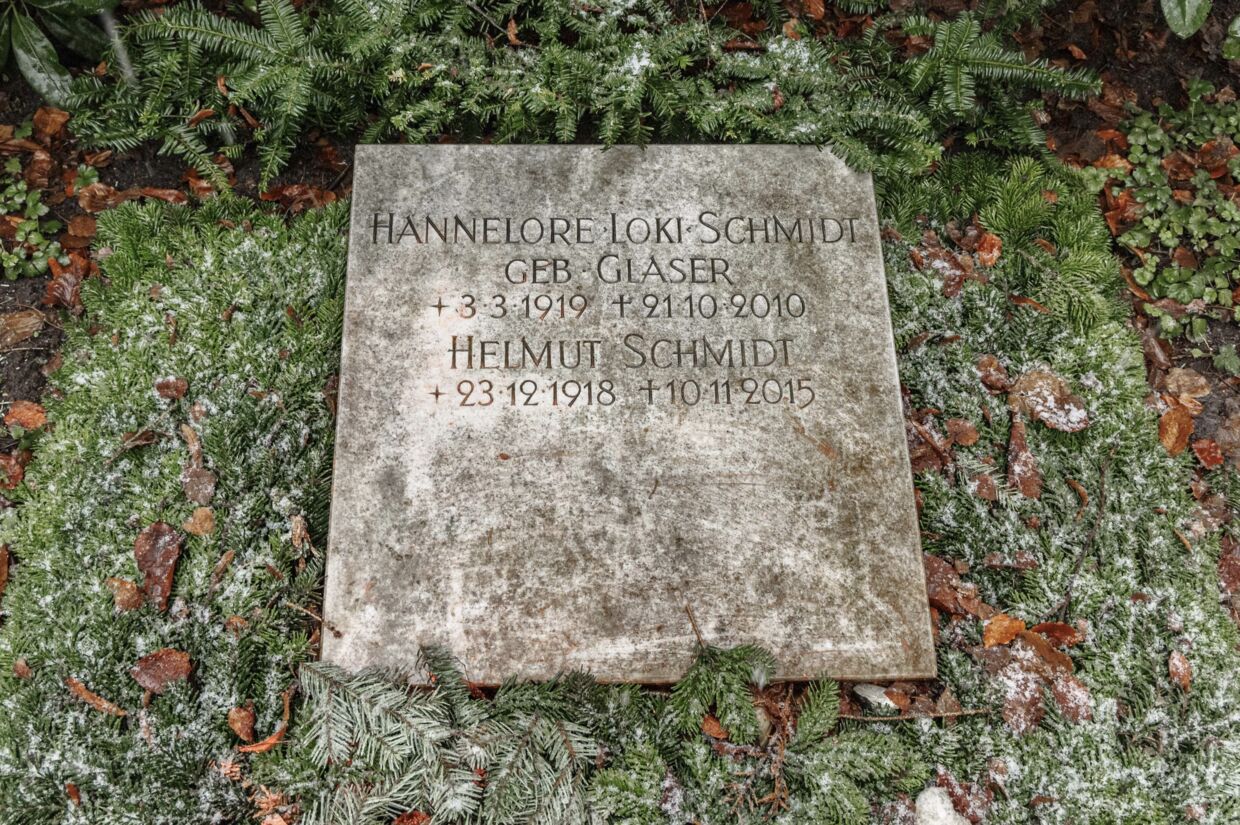 HANNELORE·LOKI·SCHMIDT
GEB·GLASER
+3·3·1919 †21·10·2010
HELMUT SCHMIDT
+23·12·1918 †10·11·2015